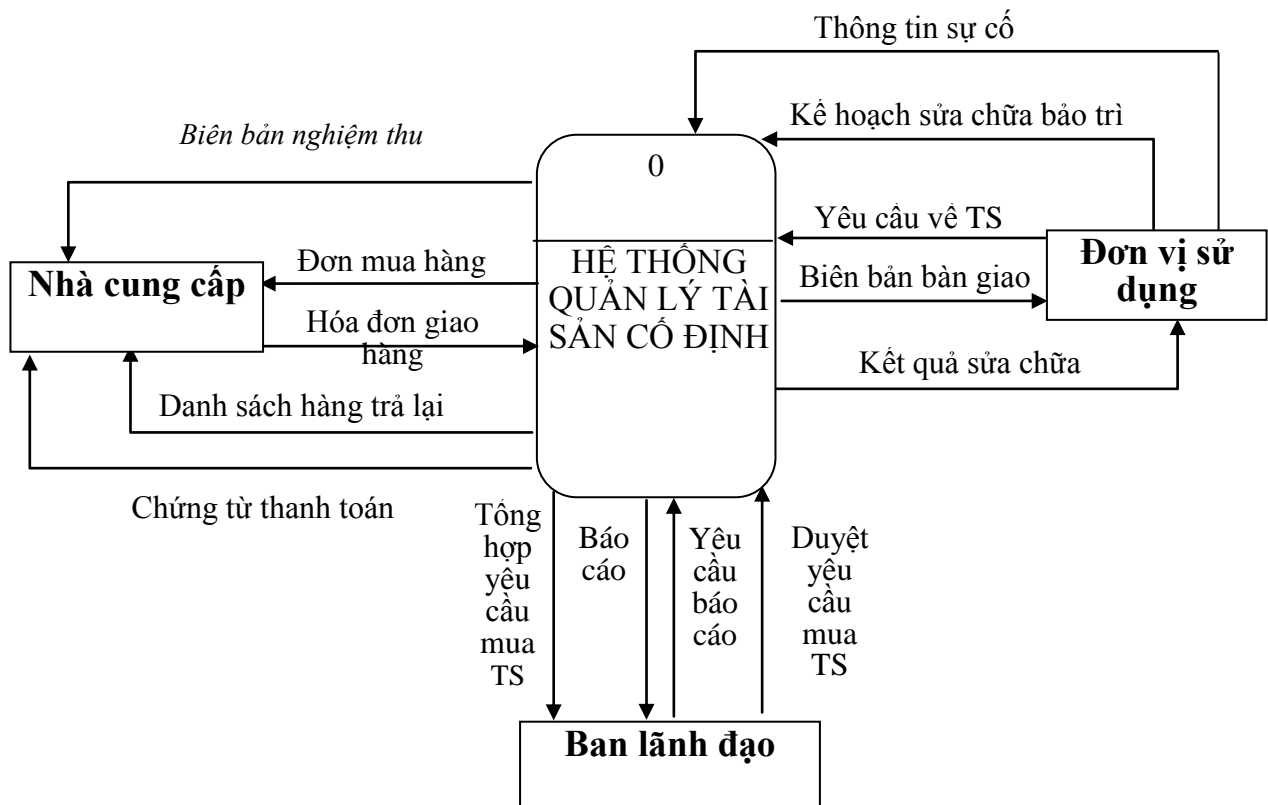 Thông tin sự cố
Kế hoạch sửa chữa bảo trì
Biên bản nghiệm thu
0
Yêu cầu về TS
Đơn vị sử
dụng
Nhà cung cấp
Đơn mua hàng
HỆ THỐNG
QUẢN LÝ TÀI
SẢN CỐ ĐỊNH
Biên bản bàn giao
Hóa đơn giao
hàng
Kết quả sửa chữa
Danh sách hàng trả lại
Chứng từ thanh toán
Tổng
hợp
yêu
cầu
mua
TS
Báo
cáo
Yêu
cầu
báo
cáo
Duyệt
yêu
cầu
mua
TS
Ban lãnh đạo